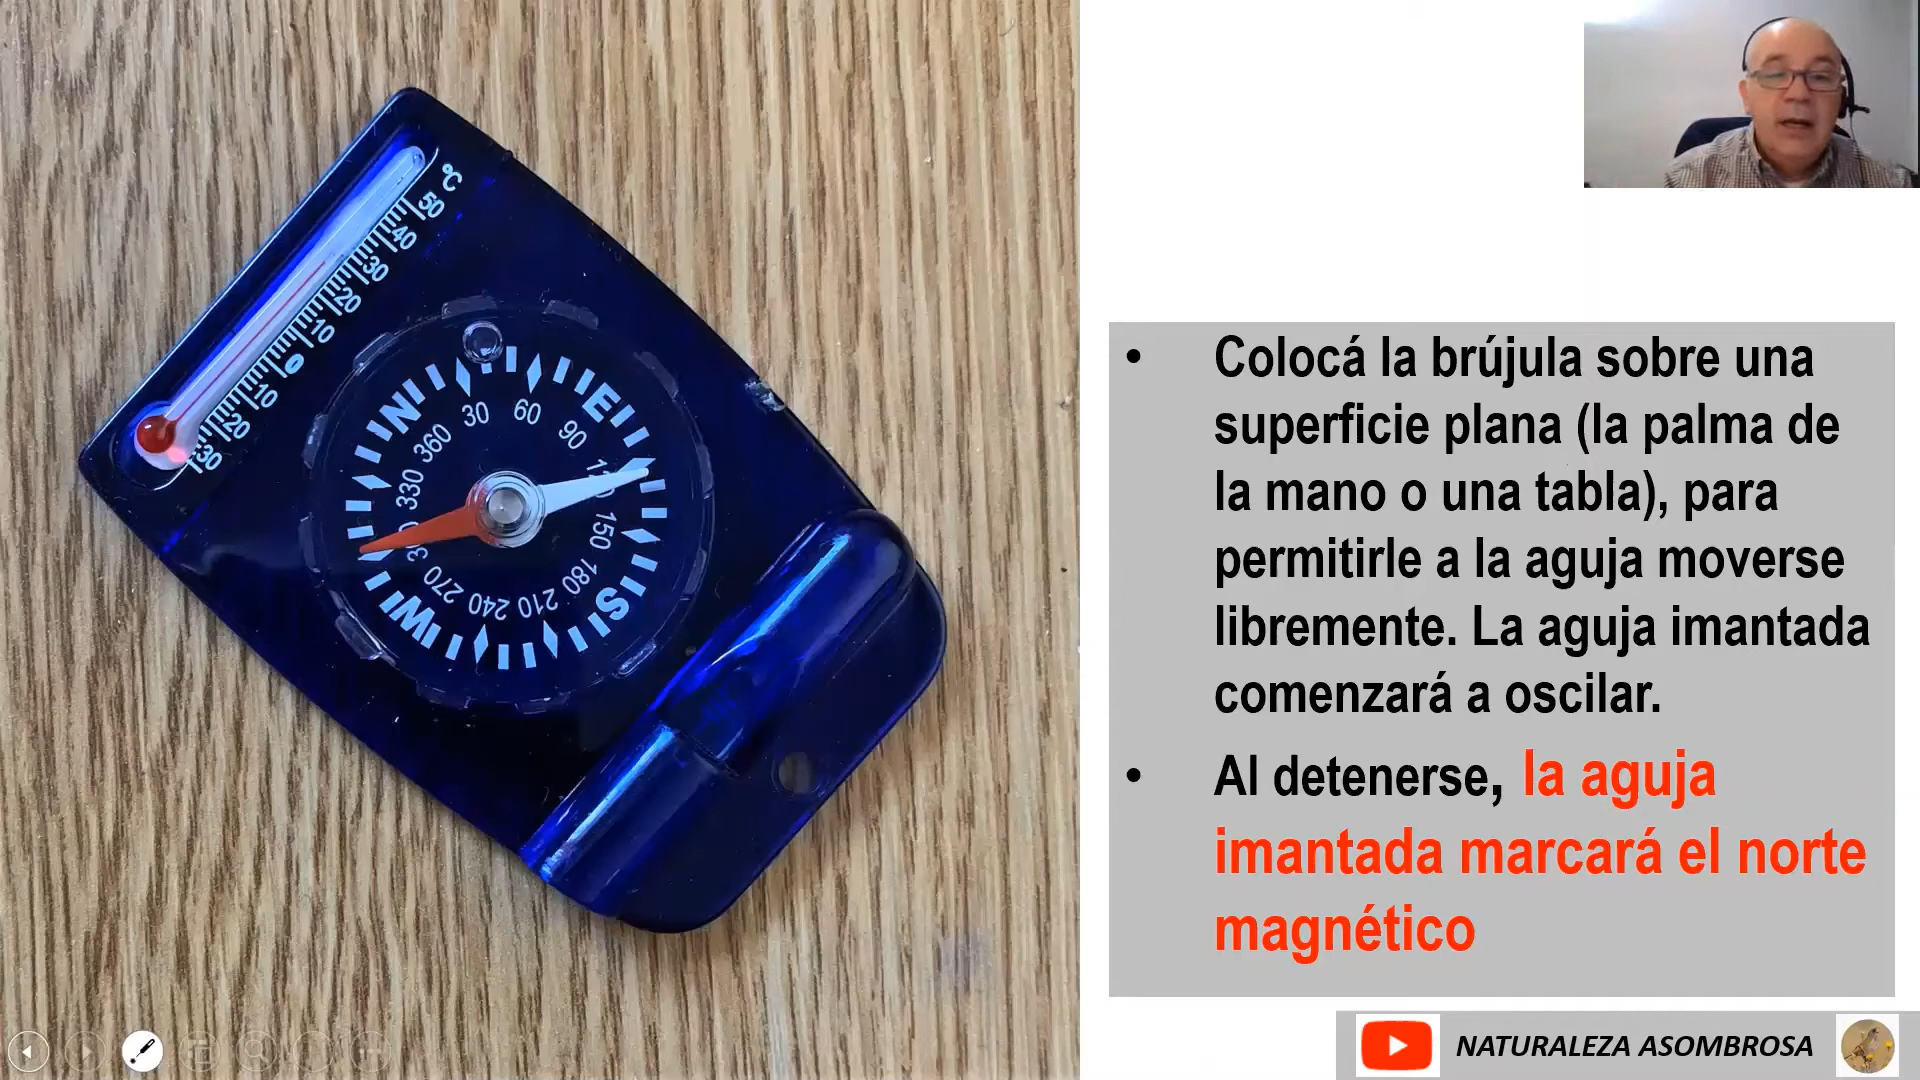 °C
50
40
30
20
10
0
10
20
30
N
30
60
E
90
150
S
180
210
240
W
270
330
360
• Colocá la brújula sobre una
superficie plana (la palma de
la mano o una tabla), para
permitirle a la aguja moverse
libremente. La aguja imantada
comenzará a oscilar.
• Al detenerse, la aguja
imantada marcará el norte
magnético
NATURALEZA ASOMBROSA